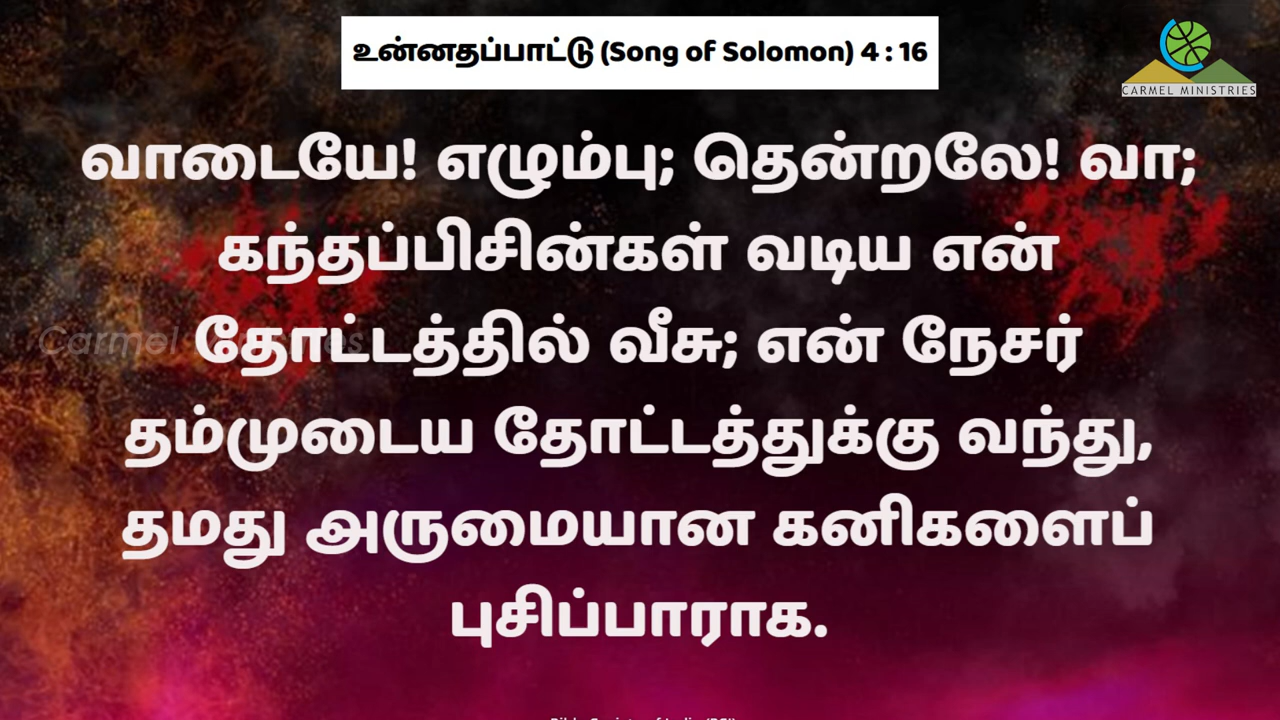 உன்னதப்பாட்டு (Song of Solomon) 4 : 16
CARMEL MINISTRIES
வாடையே! எழும்பு; தென்றலே! வா;
கந்தப்பிசின்கள் வடிய என்
தோட்டத்தில் வீசு; என் நேசர்
Carmel
தம்முடைய தோட்டத்துக்கு வந்து,
தமது அருமையான கனிகளைப்
புசிப்பாராக.